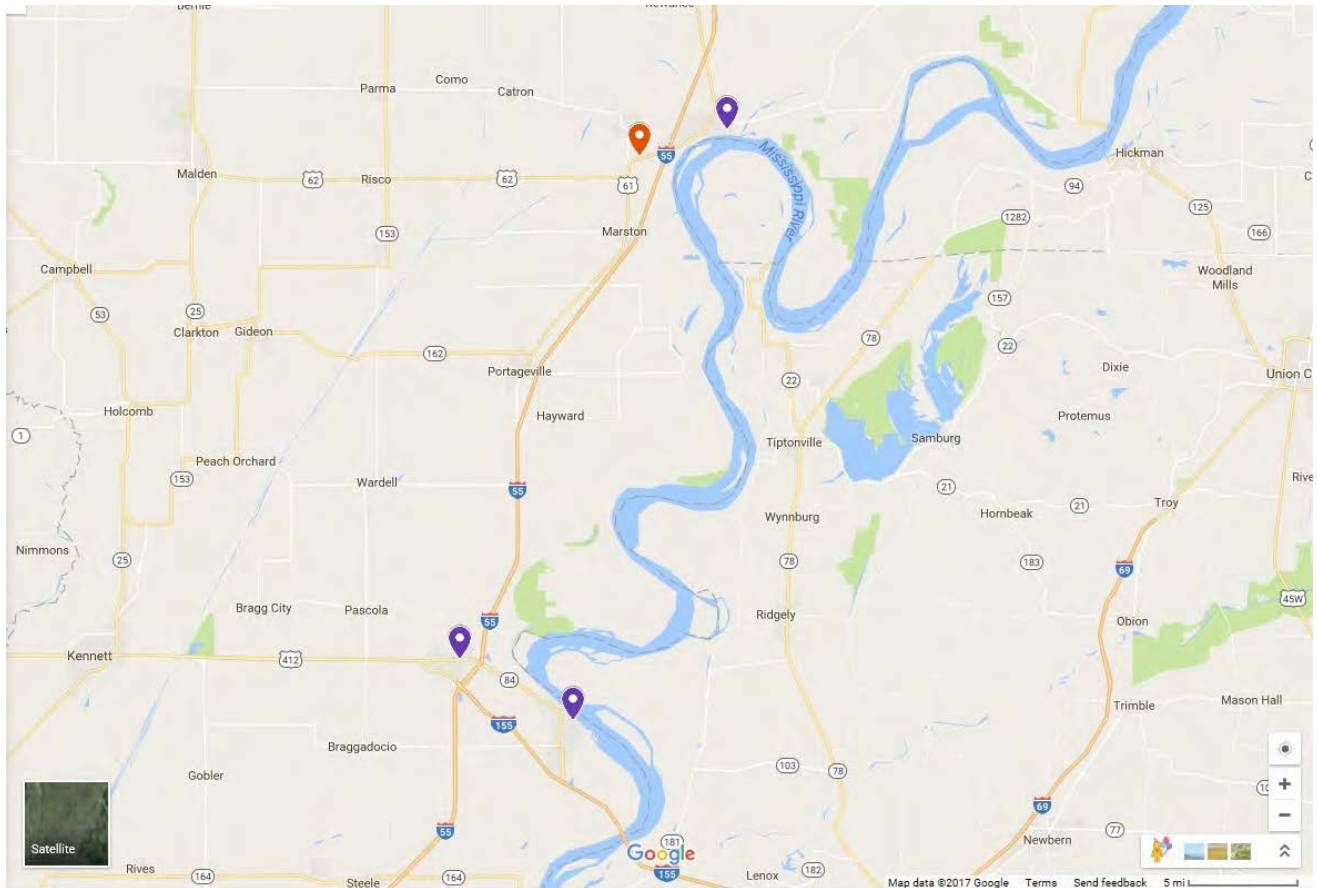 Bernie
Kewanee
Como
Parma
Catron
Mississippi River
55
Hickman
Malden
62
Risco
62
61
94
125
153
Marston
1282
166
Campbell
Woodland
Mills
157
53
25
Clarkton
Gideon
162
78
22
Portageville
Dixie
22
Union C
Holcomb
Hayward
Protemus
1
Tiptonville
Samburg
Peach Orchard
153
Wardell
55
21
21
Troy
Rive
Wynnburg
Hornbeak
Nimmons
25
78
183
69
45W
Bragg City
Pascola
Ridgely
Obion
55
Kennett
412
84
Mason Hall
Trimble
155
Braggadocio
Gobler
103
78
10
69
55
77
Satellite
181
Newbern
Google
Rives
164
Steele
164
155
Lenox
182
Map data ©2017 Google
Terms
Send feedback
5 mi